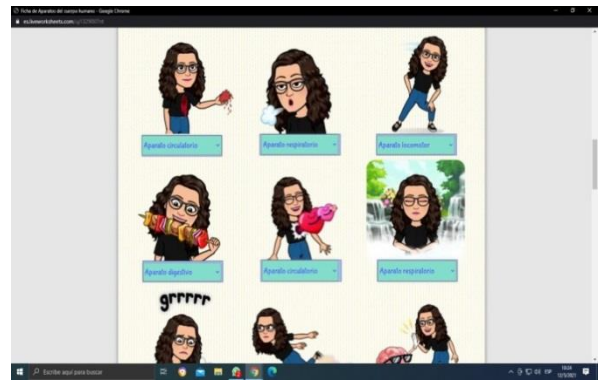 Ficha de Aparatos del cuerpo humano - Google Chrome
es.liveworksheets.com
Aparato circulatorio
Aparato respiratorio
Aparato locomotor
Aparato digestivo
Aparato circulatorio
Aparato respiratorio
grrrrr
Escribe aquí para buscar
ESP